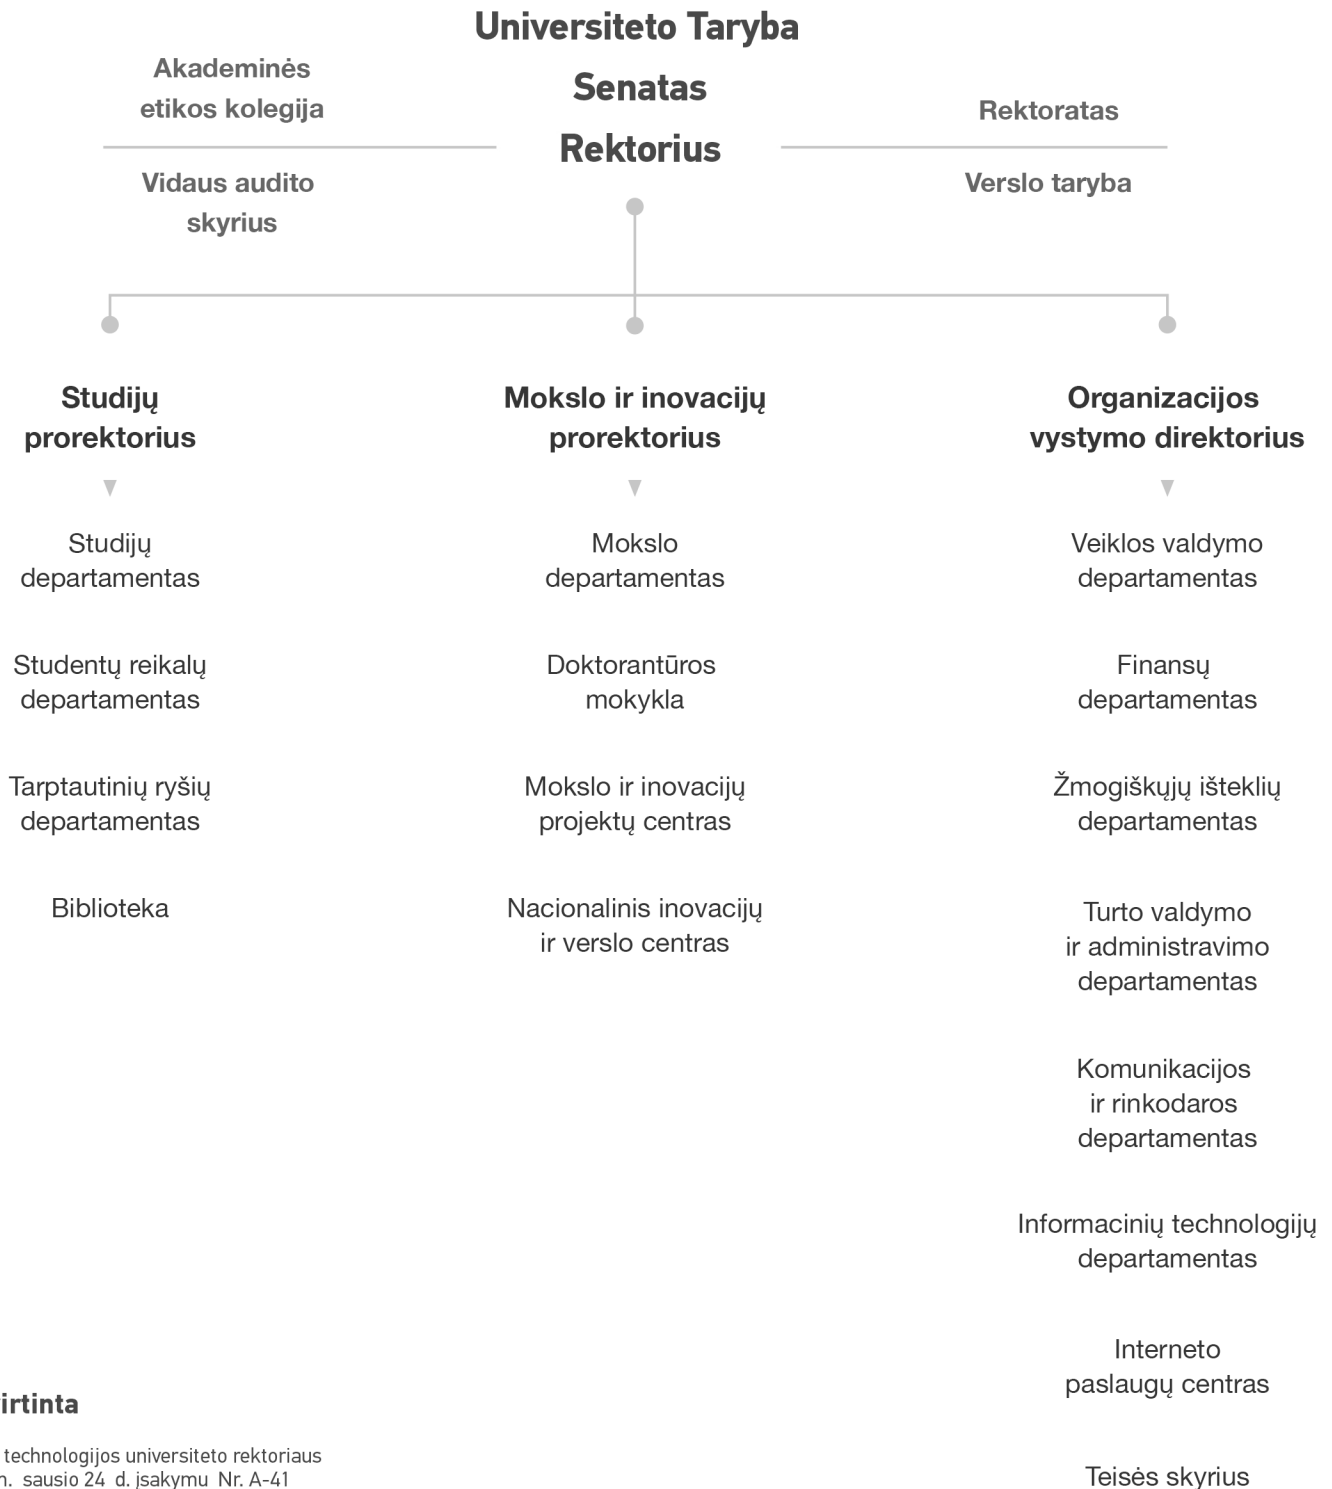 Universiteto Taryba
Senatas
Rektorius
Akademinės
etikos kolegija
Vidaus audito
skyrius
Rektoratas
Verslo taryba
Studijų
prorektorius
Studijų
departamentas
Studentų reikalų
departamentas
Tarptautinių ryšių
departamentas
Biblioteka
Mokslo ir inovacijų
prorektorius
Mokslo
departamentas
Doktorantūros
mokykla
Mokslo ir inovacijų
projektų centras
Nacionalinis inovacijų
ir verslo centras
Organizacijos
vystymo direktorius
Veiklos valdymo
departamentas
Finansų
departamentas
Žmogiškųjų išteklių
departamentas
Turto valdymo
ir administravimo
departamentas
Komunikacijos
ir rinkodaros
departamentas
Informacinių technologijų
departamentas
Interneto
paslaugų centras
Teisės skyrius
irtinta
technologijos universiteto rektoriaus
sausio 24 d. įsakymu Nr. A-41